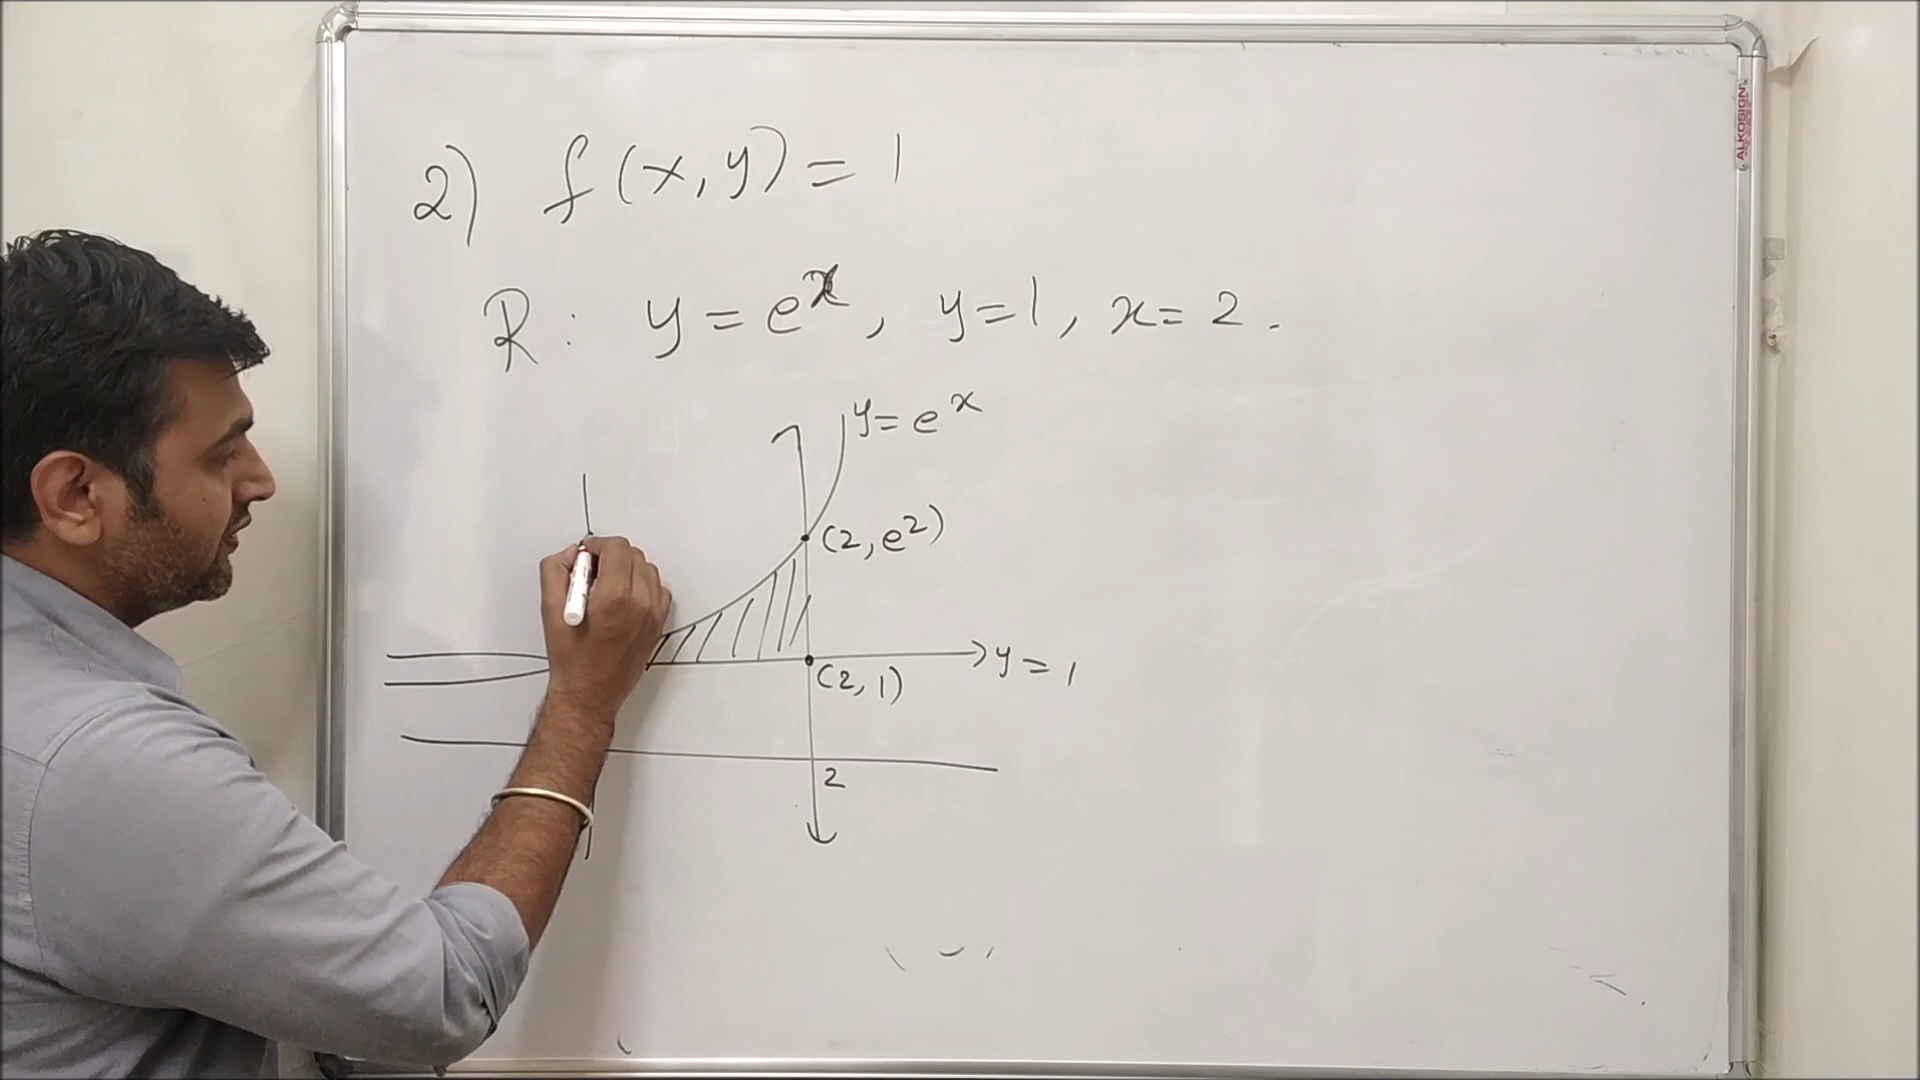 2) f(x,y) = 1
R: y = e^x, y=1, x=2.
y=e^x
(2,e^2)
y=1
(2,1)
2
ALKOSIGN